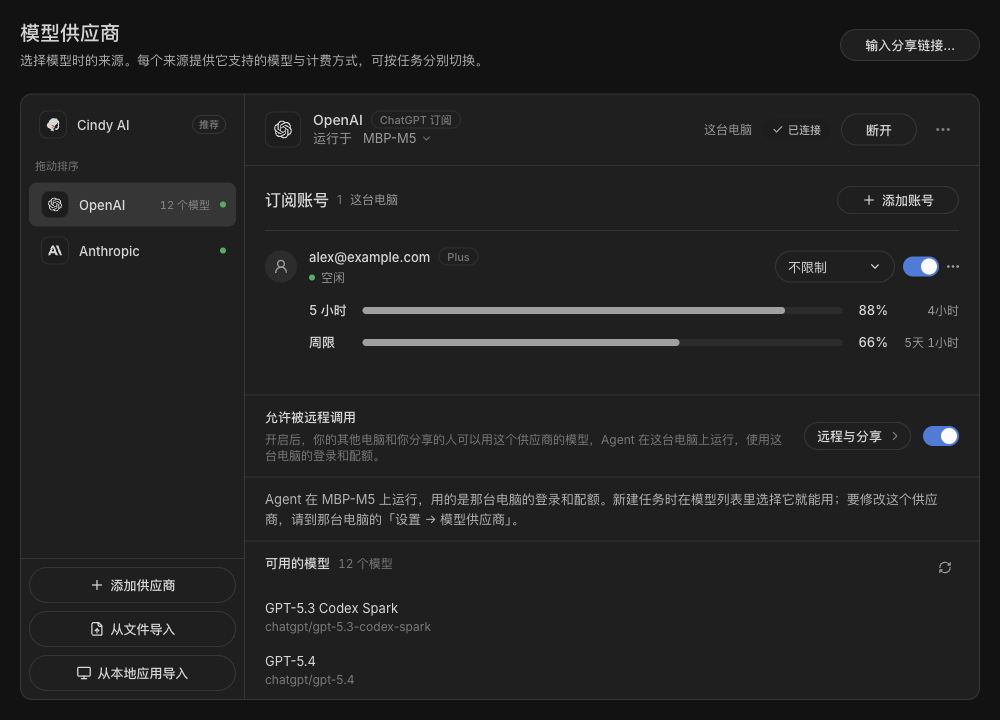 模型供应商
选择模型时的来源。每个来源提供它支持的模型与计费方式，可按任务分别切换。
输入分享链接...
Cindy AI
推荐
拖动排序
OpenAI
12 个模型
Anthropic
添加供应商
从文件导入
从本地应用导入
OpenAI
ChatGPT 订阅
运行于 MBP-M5
这台电脑
已连接
断开
订阅账号 1 这台电脑
添加账号
alex@example.com
Plus
空闲
不限制
5 小时 88% 4小时
周限 66% 5天 1小时
允许被远程调用
开启后，你的其他电脑和你分享的人可以用这个供应商的模型，Agent 在这台电脑上运行，使用这
台电脑的登录和配额。
远程与分享
Agent 在 MBP-M5 上运行，用的是那台电脑的登录和配额。新建任务时在模型列表里选择它就能用；要修改这个供应
商，请到那台电脑的「设置 → 模型供应商」。
可用的模型 12 个模型
GPT-5.3 Codex Spark
chatgpt/gpt-5.3-codex-spark
GPT-5.4
chatgpt/gpt-5.4